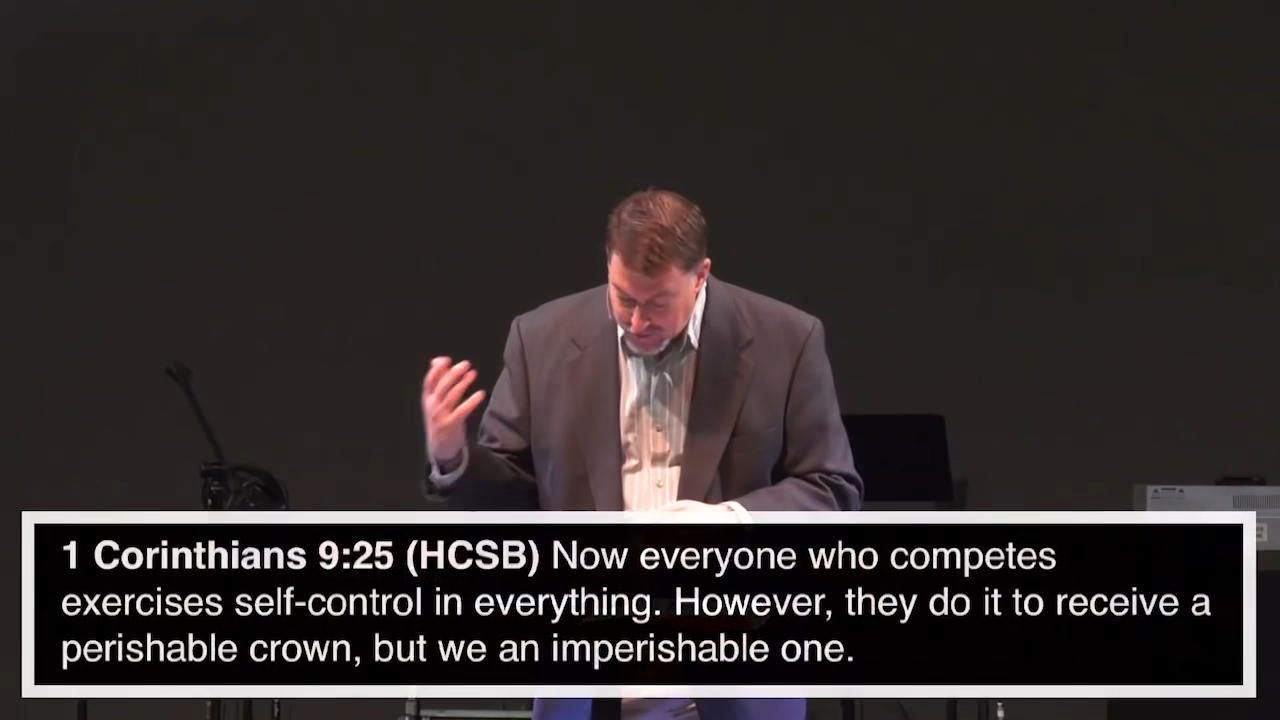 1 Corinthians 9:25 (HCSB) Now everyone who competes
exercises self-control in everything. However, they do it to receive a
perishable crown, but we an imperishable one.